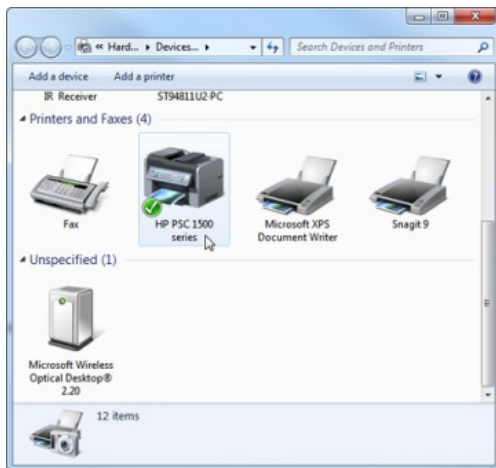 « Hard... ▸ Devices... ▸
Search Devices and Printers
Add a device Add a printer
IR Receiver ST94811U2-PC
Printers and Faxes (4)
Fax
HP PSC 1500
series
Microsoft XPS
Document Writer
Snagit 9
Unspecified (1)
Microsoft Wireless
Optical Desktop®
2.20
12 items